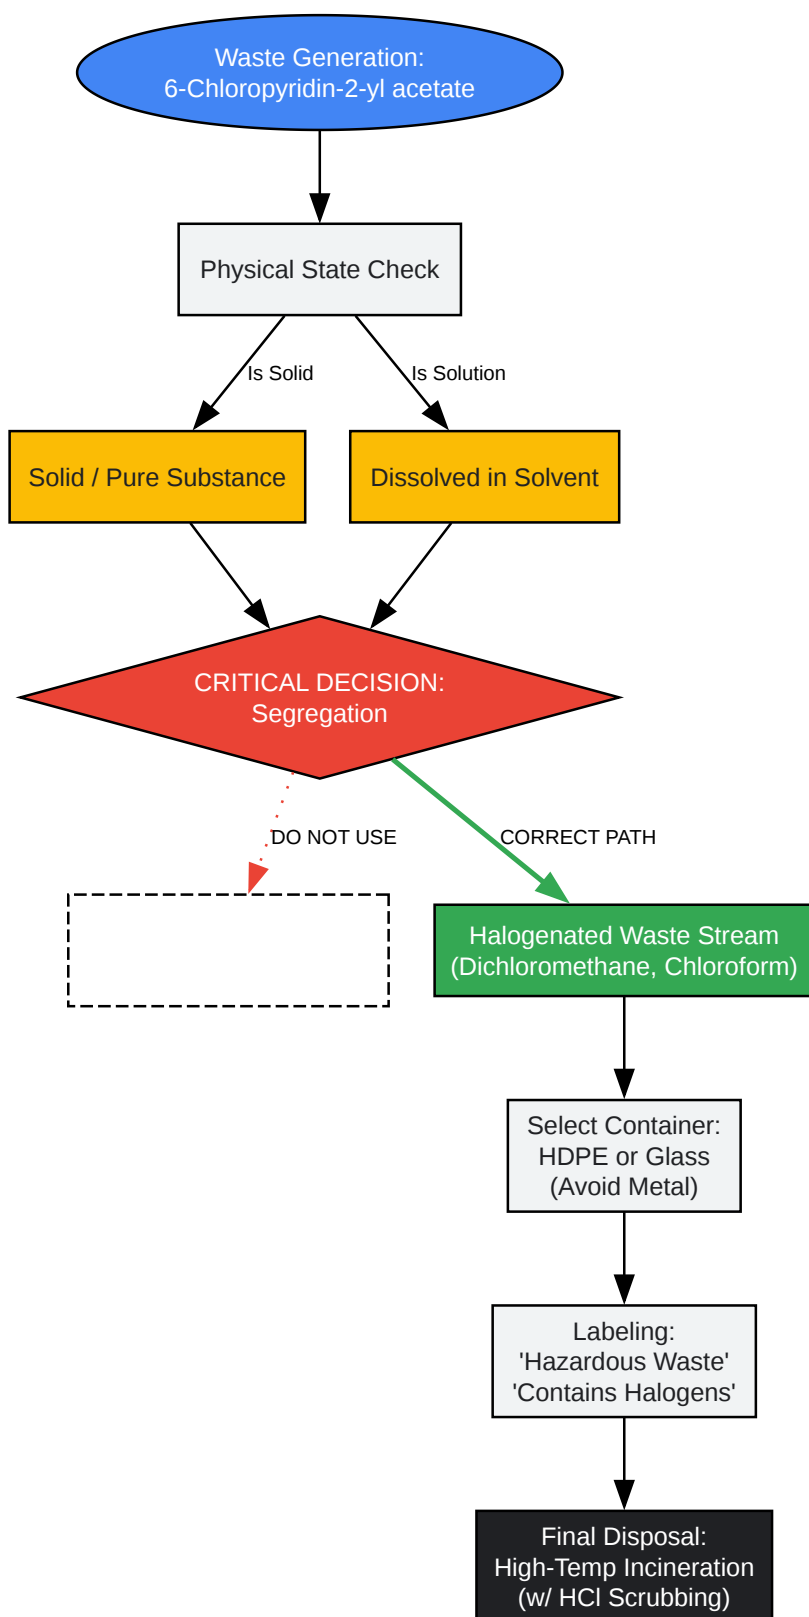 Waste Generation:
6-Chloropyridin-2-yl acetate
Physical State Check
Is Solid
Is Solution
Solid / Pure Substance
Dissolved in Solvent
CRITICAL DECISION:
Segregation
DO NOT USE
CORRECT PATH
Halogenated Waste Stream
(Dichloromethane, Chloroform)
Select Container:
HDPE or Glass
(Avoid Metal)
Labeling:
'Hazardous Waste'
'Contains Halogens'
Final Disposal:
High-Temp Incineration
(w/ HCl Scrubbing)